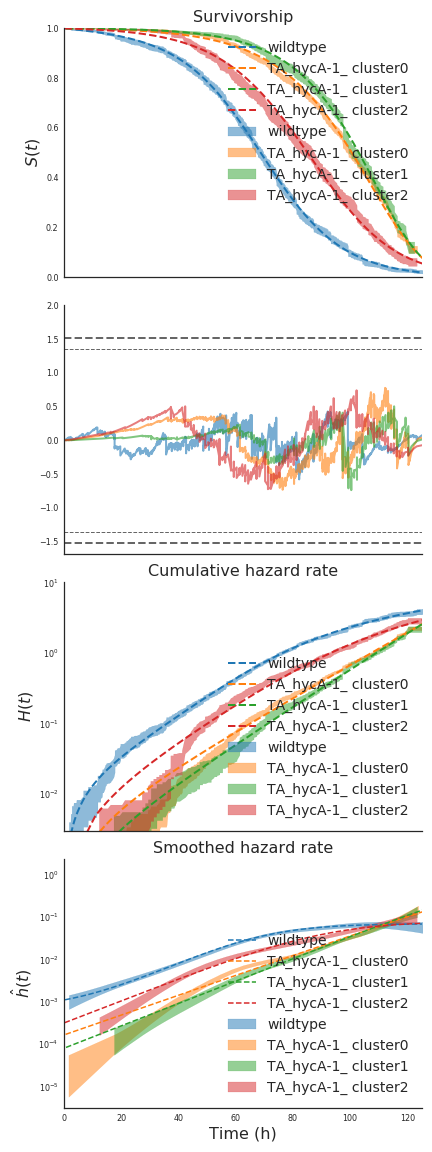 Survivorship
1.0
0.8
0.6
0.4
0.2
0.0
S(t)
wildtype
TA_hycA-1_ cluster0
TA_hycA-1_ cluster1
TA_hycA-1_ cluster2
wildtype
TA_hycA-1_ cluster0
TA_hycA-1_ cluster1
TA_hycA-1_ cluster2
2.0
1.5
1.0
0.5
0.0
−0.5
−1.0
−1.5
Cumulative hazard rate
10¹
10⁰
10⁻¹
10⁻²
H(t)
wildtype
TA_hycA-1_ cluster0
TA_hycA-1_ cluster1
TA_hycA-1_ cluster2
wildtype
TA_hycA-1_ cluster0
TA_hycA-1_ cluster1
TA_hycA-1_ cluster2
Smoothed hazard rate
10⁰
10⁻¹
10⁻²
10⁻³
10⁻⁴
10⁻⁵
ĥ(t)
wildtype
TA_hycA-1_ cluster0
TA_hycA-1_ cluster1
TA_hycA-1_ cluster2
wildtype
TA_hycA-1_ cluster0
TA_hycA-1_ cluster1
TA_hycA-1_ cluster2
0 20 40 60 80 100 120
Time (h)